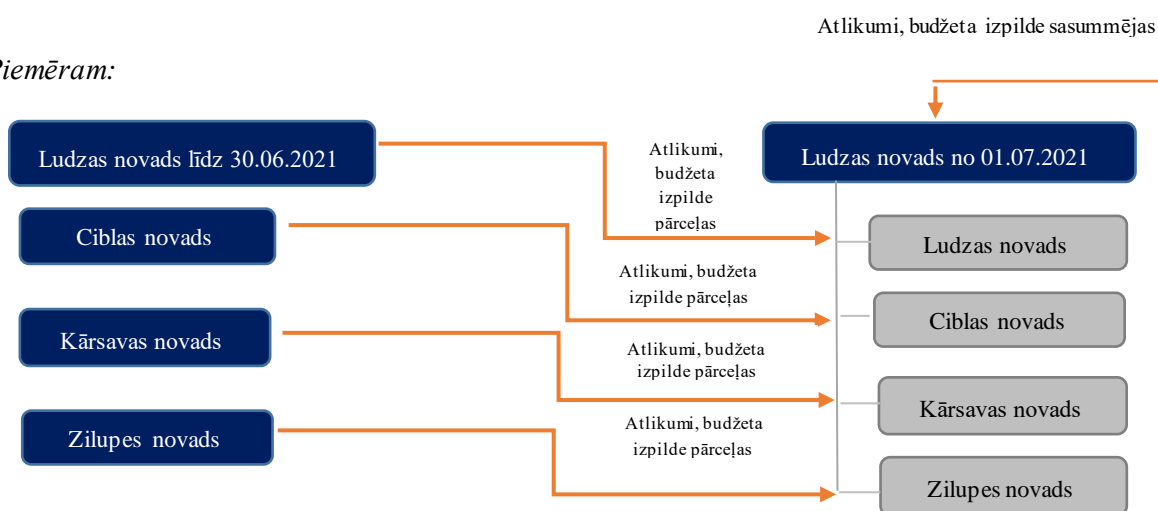 Atlikumi, budžeta izpilde sasummējas
Piemēram:
Ludzas novads līdz 30.06.2021
Atlikumi,
budžeta
izpilde
pārceļas
Ludzas novads no 01.07.2021
Ciblas novads
Ludzas novads
Atlikumi, budžeta
izpilde pārceļas
Ciblas novads
Kārsavas novads
Atlikumi, budžeta
izpilde pārceļas
Kārsavas novads
Zilupes novads
Atlikumi, budžeta
izpilde pārceļas
Zilupes novads